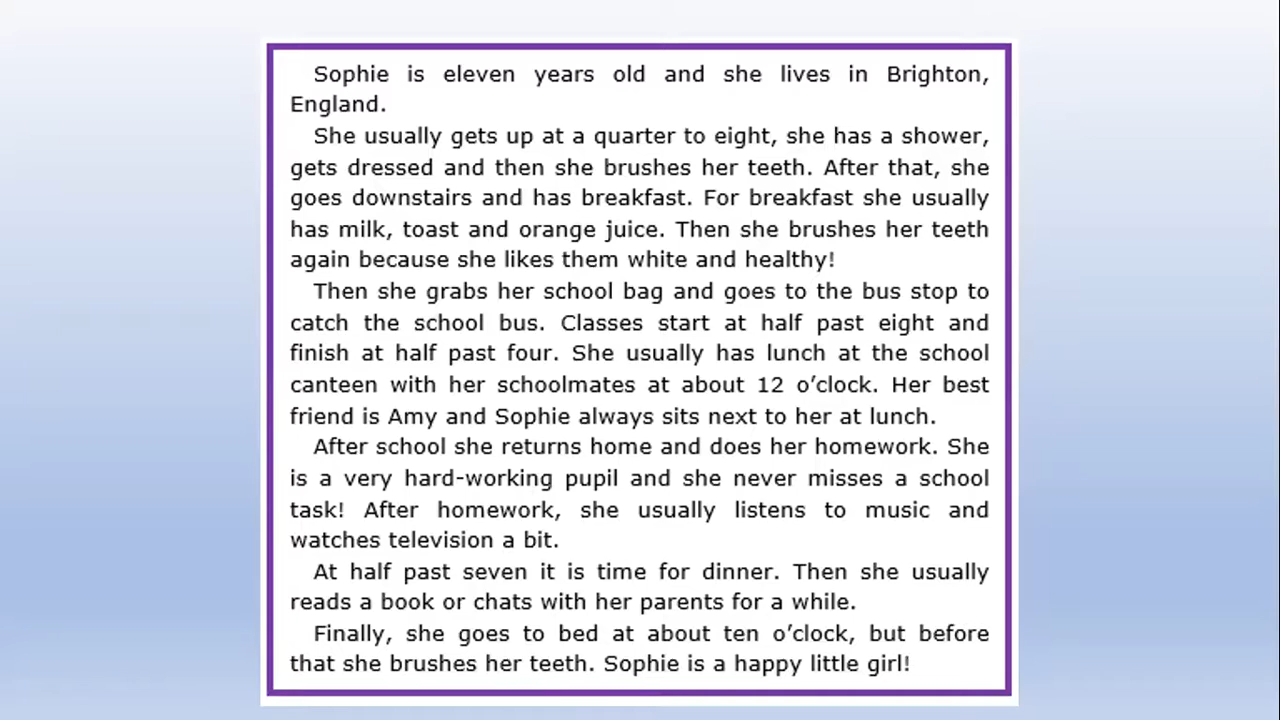 Sophie is eleven years old and she lives in Brighton,
England.
She usually gets up at a quarter to eight, she has a shower,
gets dressed and then she brushes her teeth. After that, she
goes downstairs and has breakfast. For breakfast she usually
has milk, toast and orange juice. Then she brushes her teeth
again because she likes them white and healthy!
Then she grabs her school bag and goes to the bus stop to
catch the school bus. Classes start at half past eight and
finish at half past four. She usually has lunch at the school
canteen with her schoolmates at about 12 o’clock. Her best
friend is Amy and Sophie always sits next to her at lunch.
After school she returns home and does her homework. She
is a very hard-working pupil and she never misses a school
task! After homework, she usually listens to music and
watches television a bit.
At half past seven it is time for dinner. Then she usually
reads a book or chats with her parents for a while.
Finally, she goes to bed at about ten o’clock, but before
that she brushes her teeth. Sophie is a happy little girl!